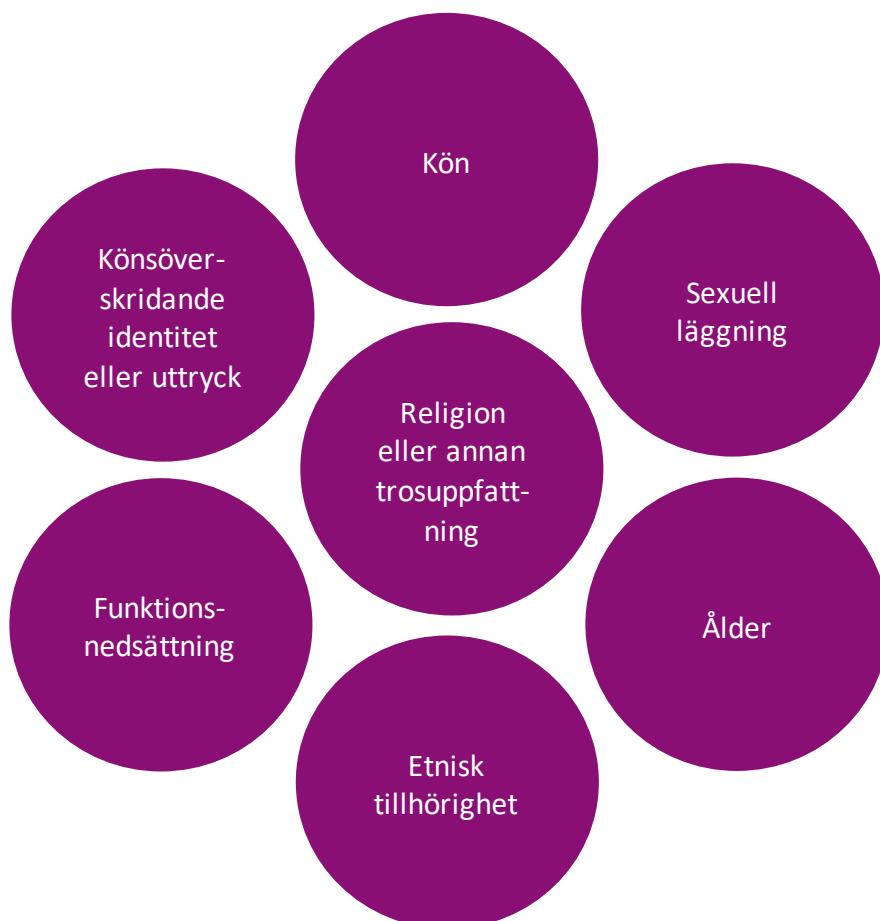 Kön
Könsöver-
skridande
identitet
eller uttryck
Sexuell
läggning
Religion
eller annan
trosuppfatt-
ning
Funktions-
nedsättning
Ålder
Etnisk
tillhörighet